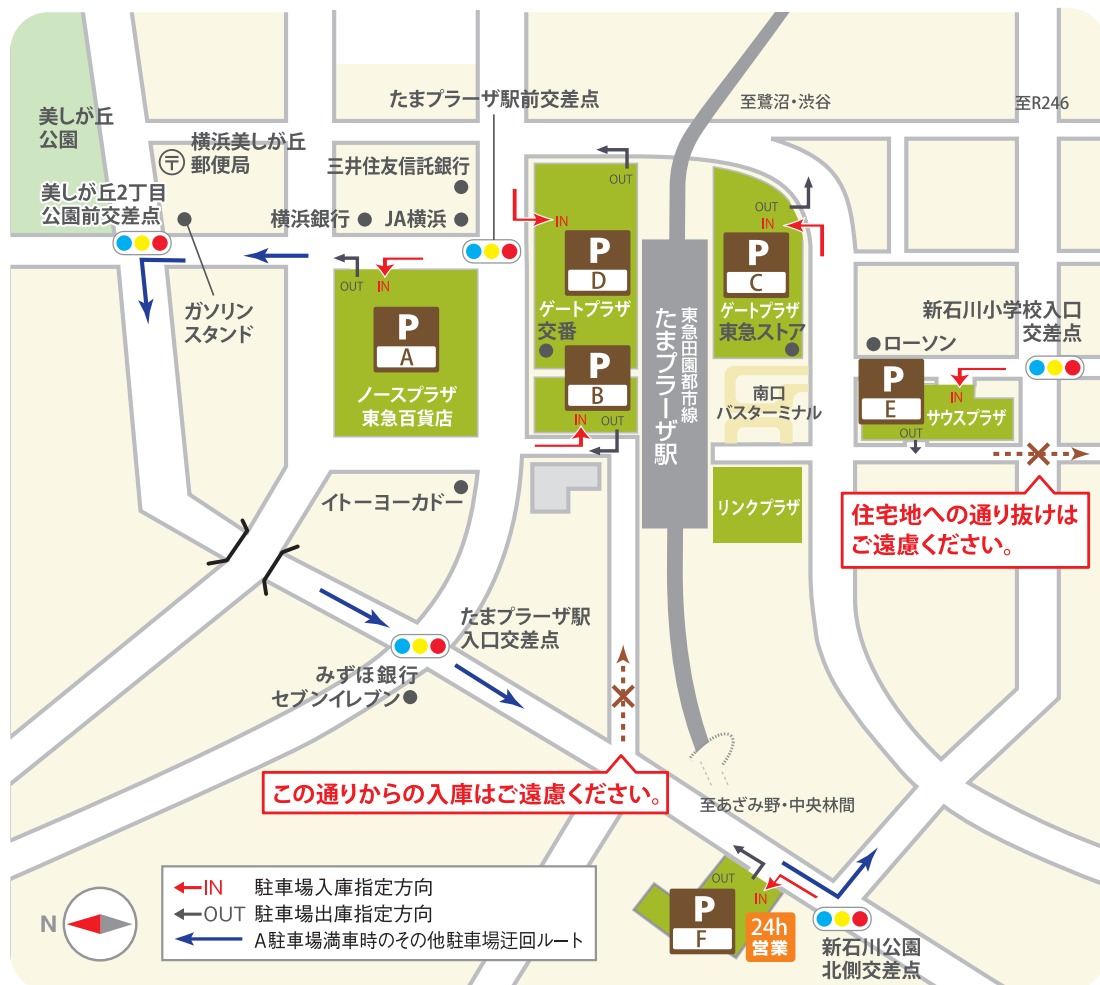 たまプラーザ駅前交差点
至鷺沼・渋谷
至R246
美しが丘
公園
〒
横浜美しが丘
郵便局
三井住友信託銀行
美しが丘2丁目
公園前交差点
横浜銀行
JA横浜
ガソリン
スタンド
OUT
IN
P
A
ノースプラザ
東急百貨店
OUT
IN
P
D
ゲートプラザ
交番
P
B
IN
OUT
東急田園都市線
たまプラーザ駅
OUT
IN
P
C
ゲートプラザ
東急ストア
南口
バスターミナル
リンクプラザ
新石川小学校入口
交差点
ローソン
P
E
IN
サウスプラザ
OUT
住宅地への通り抜けは
ご遠慮ください。
イトーヨーカドー
たまプラーザ駅
入口交差点
みずほ銀行
セブンイレブン
この通りからの入庫はご遠慮ください。
至あざみ野・中央林間
OUT
IN
P
F
24h
営業
新石川公園
北側交差点
N
IN 駐車場入庫指定方向
OUT 駐車場出庫指定方向
A駐車場満車時のその他駐車場迂回ルート